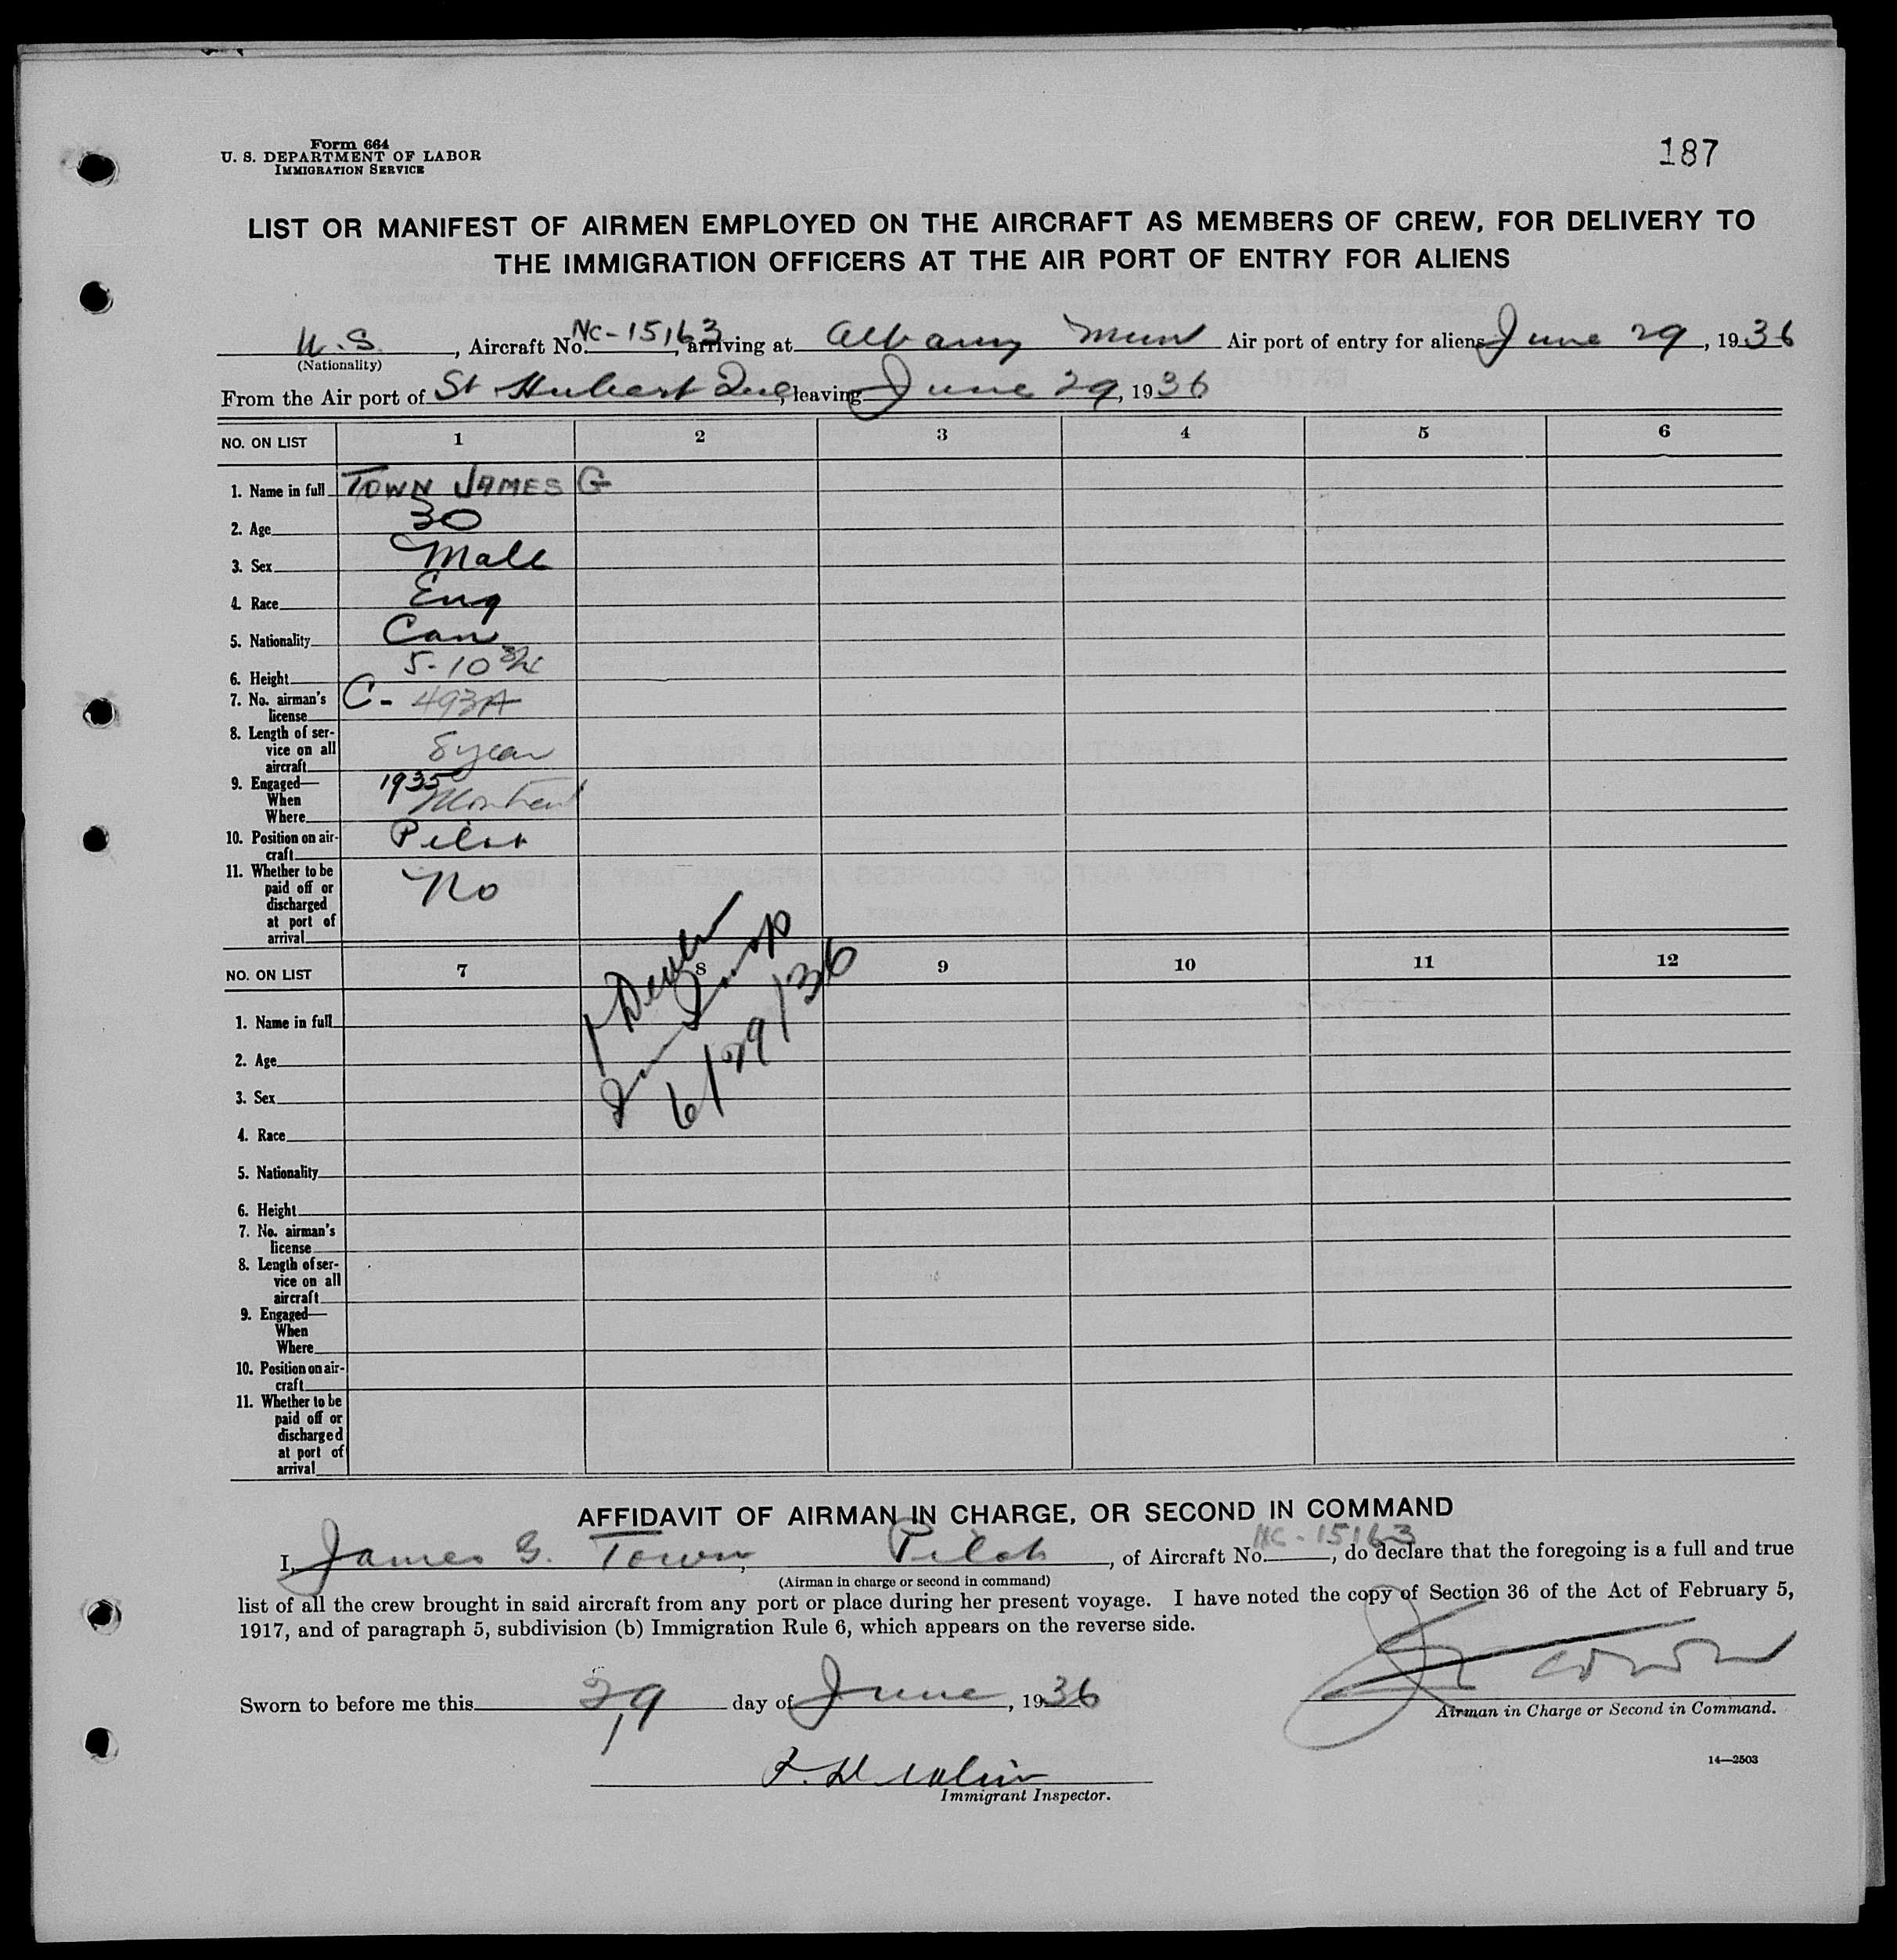 Form 664
U. S. DEPARTMENT OF LABOR
IMMIGRATION SERVICE
187
LIST OR MANIFEST OF AIRMEN EMPLOYED ON THE AIRCRAFT AS MEMBERS OF CREW, FOR DELIVERY TO
THE IMMIGRATION OFFICERS AT THE AIR PORT OF ENTRY FOR ALIENS
U.S., Aircraft No. NC-15163, arriving at Albany Mun Air port of entry for aliens June 29, 1936
(Nationality)
From the Air port of St Hubert Que, leaving June 29, 1936
NO. ON LIST 1 2 3 4 5 6
1. Name in full TOWN JAMES G
2. Age 30
3. Sex Male
4. Race Eng
5. Nationality Can
6. Height 5-10 3/4
7. No. airman's
license C-493A
8. Length of ser-
vice on all
aircraft 8 year
9. Engaged—
When 1935
Where Montreal
10. Position on air-
craft Pilot
11. Whether to be
paid off or
discharged
at port of
arrival No
NO. ON LIST 7 8 9 10 11 12
6/29/36
1. Name in full
2. Age
3. Sex
4. Race
5. Nationality
6. Height
7. No. airman's
license
8. Length of ser-
vice on all
aircraft
9. Engaged—
When
Where
10. Position on air-
craft
11. Whether to be
paid off or
discharged
at port of
arrival
AFFIDAVIT OF AIRMAN IN CHARGE, OR SECOND IN COMMAND
I, James G. Town, Pilot, of Aircraft No. NC-15163, do declare that the foregoing is a full and true
(Airman in charge or second in command)
list of all the crew brought in said aircraft from any port or place during her present voyage. I have noted the copy of Section 36 of the Act of February 5,
1917, and of paragraph 5, subdivision (b) Immigration Rule 6, which appears on the reverse side.
Town
Sworn to before me this 29 day of June, 1936
Airman in Charge or Second in Command.
14—2503
Immigrant Inspector.